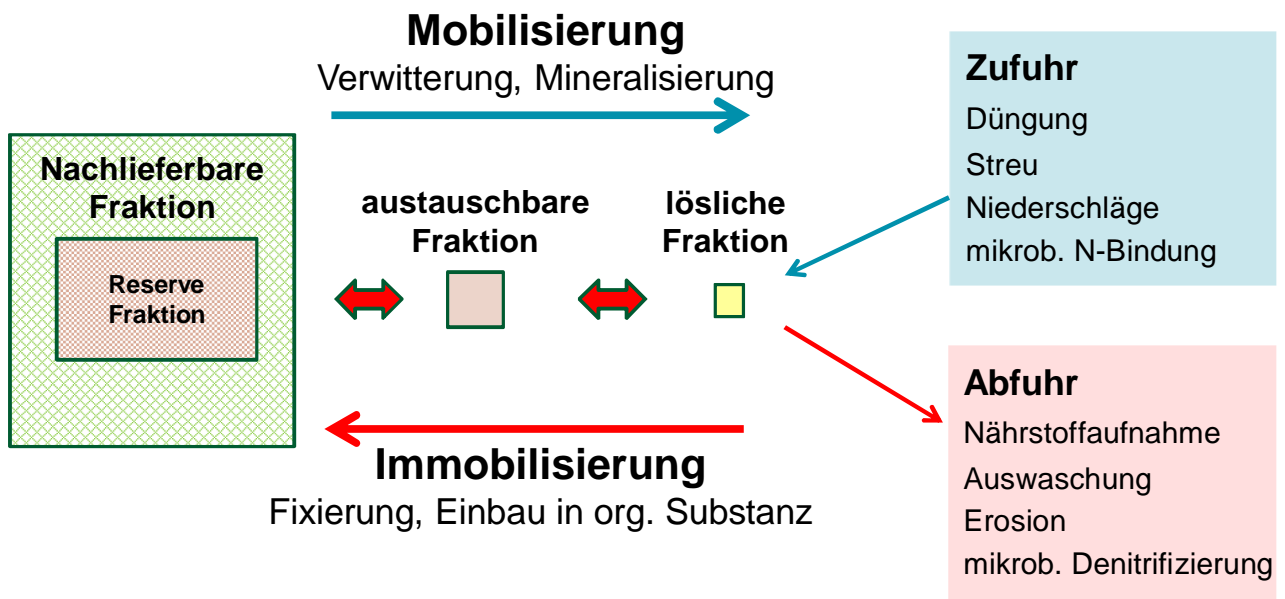 Mobilisierung
Verwitterung, Mineralisierung
Nachlieferbare
Fraktion
Reserve
Fraktion
austauschbare
Fraktion
lösliche
Fraktion
Immobilisierung
Fixierung, Einbau in org. Substanz
Zufuhr
Düngung
Streu
Niederschläge
mikrob. N-Bindung
Abfuhr
Nährstoffaufnahme
Auswaschung
Erosion
mikrob. Denitrifizierung